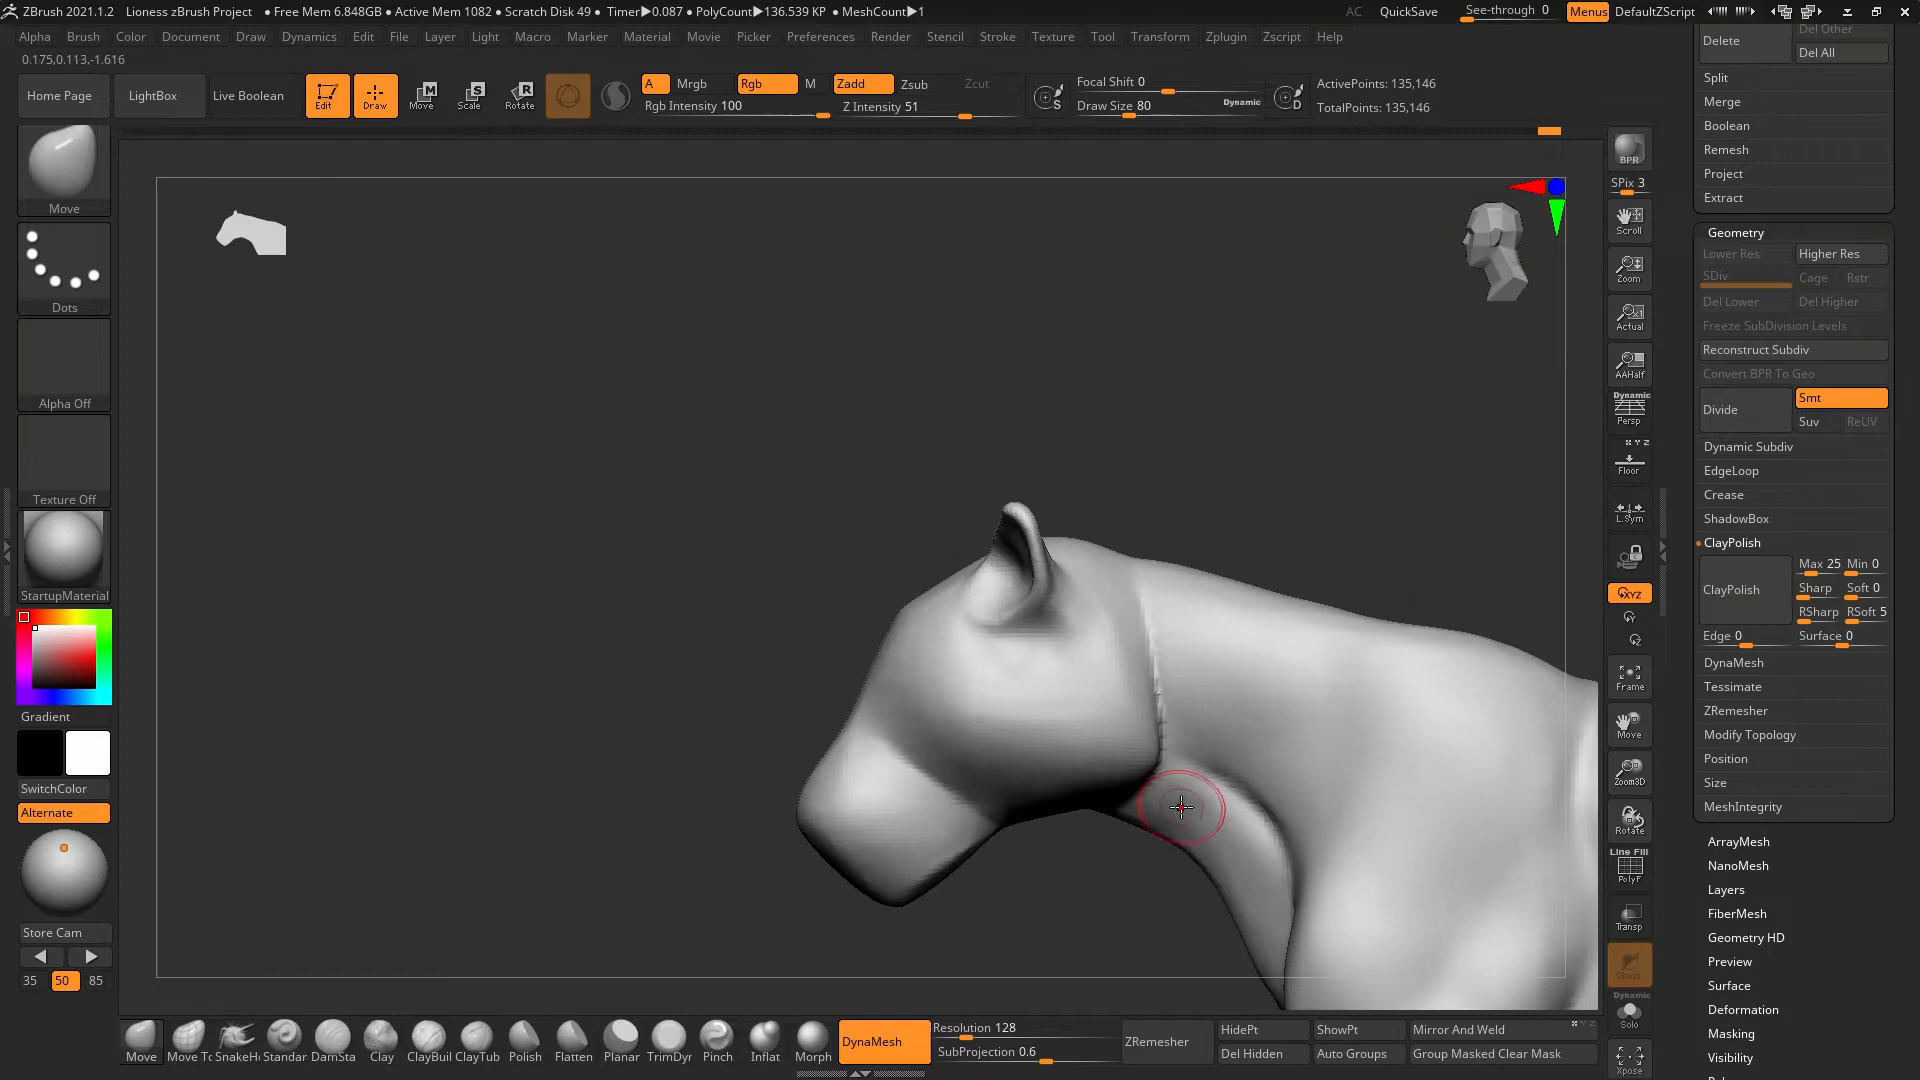 ZBrush 2021.1.2 Lioness zBrush Project ● Free Mem 6.848GB ● Active Mem 1082 ● Scratch Disk 49 ● Timer▶0.087 ● PolyCount▶136.539 KP ● MeshCount▶1 AC QuickSave See-through 0 Menus DefaultZScript
Alpha Brush Color Document Draw Dynamics Edit File Layer Light Macro Marker Material Movie Picker Preferences Render Stencil Stroke Texture Tool Transform Zplugin Zscript Help
0.175,0.113,-1.616
Home Page LightBox Live Boolean Edit Draw Move Scale Rotate
A Mrgb Rgb M Zadd Zsub Zcut
Rgb Intensity 100 Z Intensity 51
S
Focal Shift 0
Draw Size 80 Dynamic
D
ActivePoints: 135,146
TotalPoints: 135,146
Move
Dots
Alpha Off
Texture Off
StartupMaterial
Gradient
SwitchColor
Alternate
Store Cam
35 50 85
BPR
SPix 3
Scroll
Zoom
Actual
AAHalf
Dynamic
Persp
X Y Z
Floor
L.Sym
XYZ
Y
Z
Frame
Move
Zoom3D
Rotate
Line Fill
PolyF
Transp
Ghost
Dynamic
Solo
Xpose
Del Other
Delete Del All
Split
Merge
Boolean
Remesh
Project
Extract
Geometry
Lower Res Higher Res
SDiv Cage Rstr
Del Lower Del Higher
Freeze SubDivision Levels
Reconstruct Subdiv
Convert BPR To Geo
Divide Smt
Suv ReUV
Dynamic Subdiv
EdgeLoop
Crease
ShadowBox
ClayPolish
ClayPolish Max 25 Min 0
Sharp Soft 0
RSharp RSoft 5
Edge 0 Surface 0
DynaMesh
Tessimate
ZRemesher
Modify Topology
Position
Size
MeshIntegrity
ArrayMesh
NanoMesh
Layers
FiberMesh
Geometry HD
Preview
Surface
Deformation
Masking
Visibility
Move Move To SnakeH Standar DamSta Clay ClayBuil ClayTub Polish Flatten Planar TrimDyr Pinch Inflat Morph
DynaMesh
Resolution 128
SubProjection 0.6
ZRemesher
HidePt ShowPt Mirror And Weld
Del Hidden Auto Groups Group Masked Clear Mask